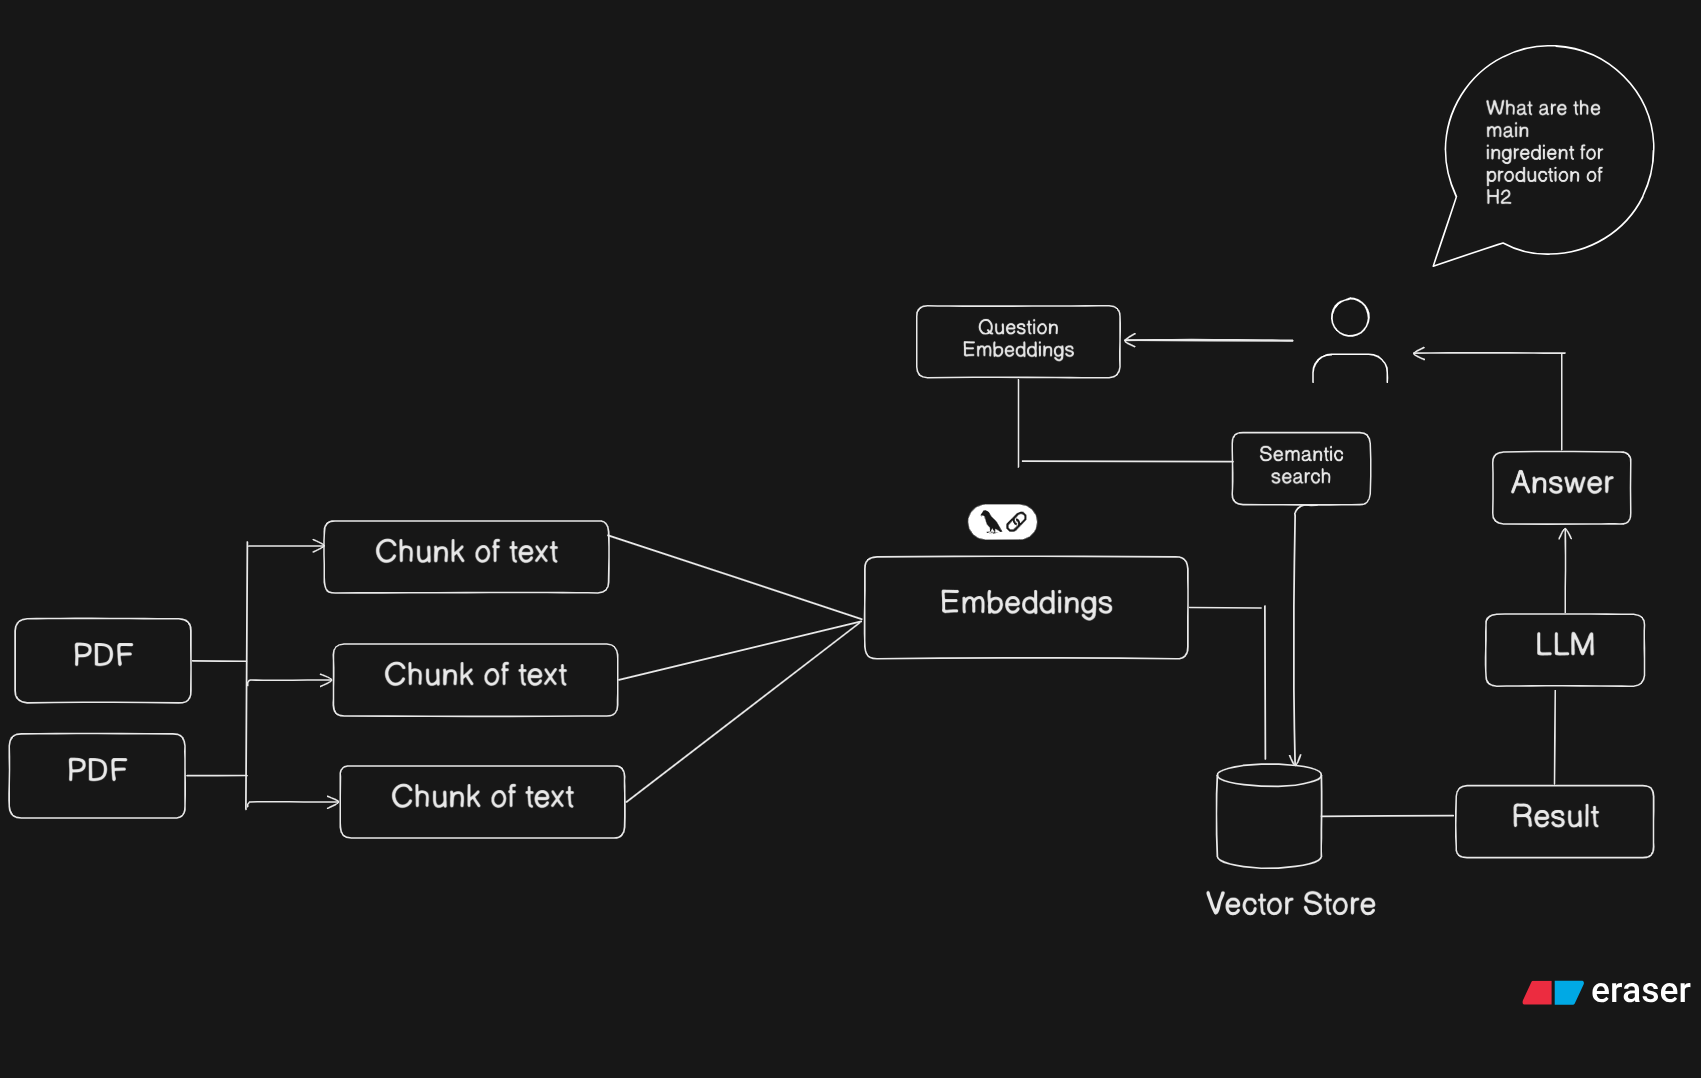 What are the
main
ingredient for
production of
H2
Question
Embeddings
Semantic
search
Answer
Chunk of text
Embeddings
PDF
Chunk of text
LLM
PDF
Chunk of text
Result
Vector Store
eraser